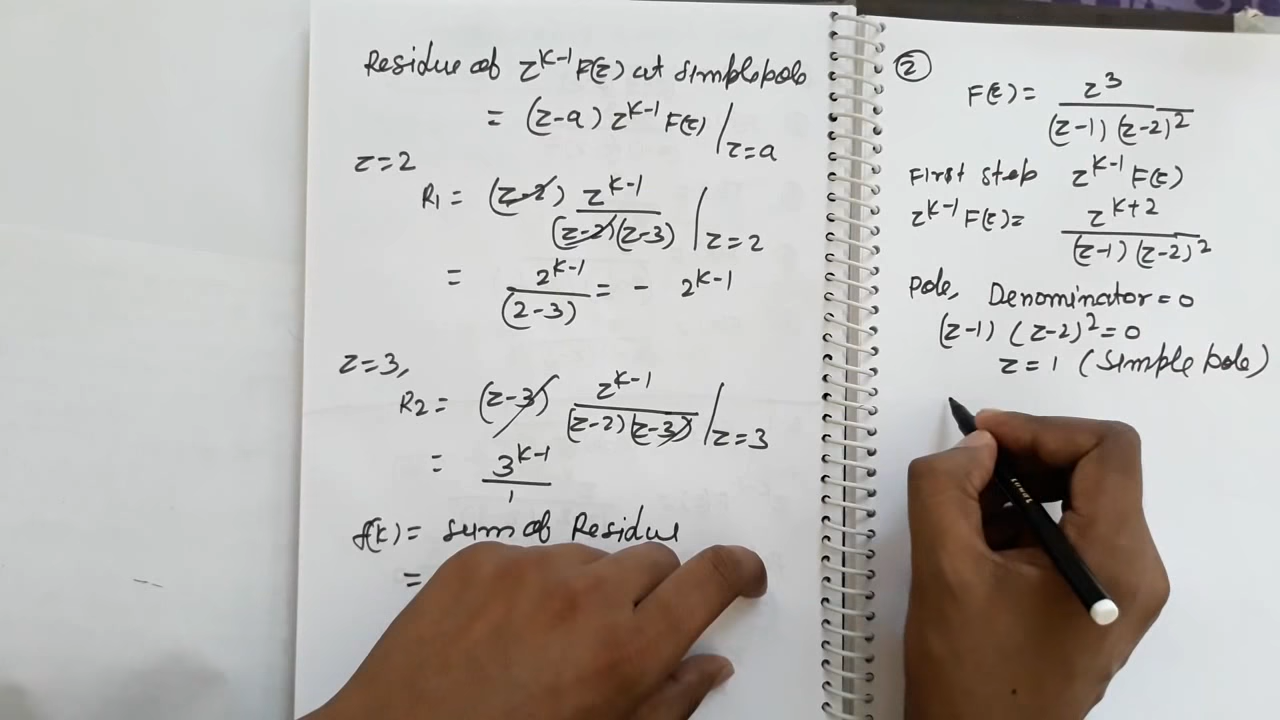 Residue of z^{k-1} F(z) at simple pole
= (z-a) z^{k-1} F(z) |_{z=a}
z=2
R1 = (z-2) z^{k-1} / (z-2)(z-3) |_{z=2}
= 2^{k-1} / (2-3) = - 2^{k-1}
z=3,
R2 = (z-3) z^{k-1} / (z-2)(z-3) |_{z=3}
= 3^{k-1} / 1
f(k) = sum of Residue
=
②
F(z) = z^3 / (z-1)(z-2)^2
First step z^{k-1} F(z)
z^{k-1} F(z) = z^{k+2} / (z-1)(z-2)^2
Pole, Denominator = 0
(z-1)(z-2)^2 = 0
z = 1 (simple pole)